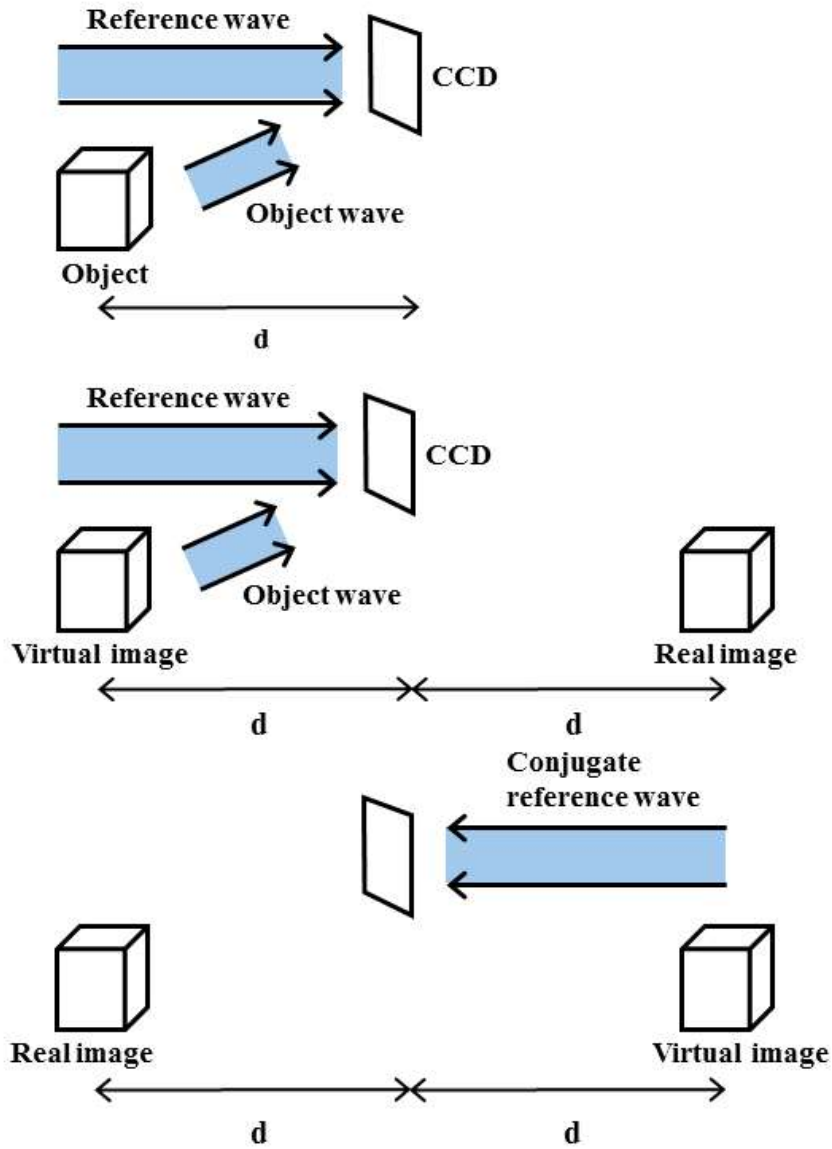 Reference wave
CCD
Object wave
Object
d
Reference wave
CCD
Object wave
Virtual image
Real image
d
d
Conjugate
reference wave
Real image
Virtual image
d
d